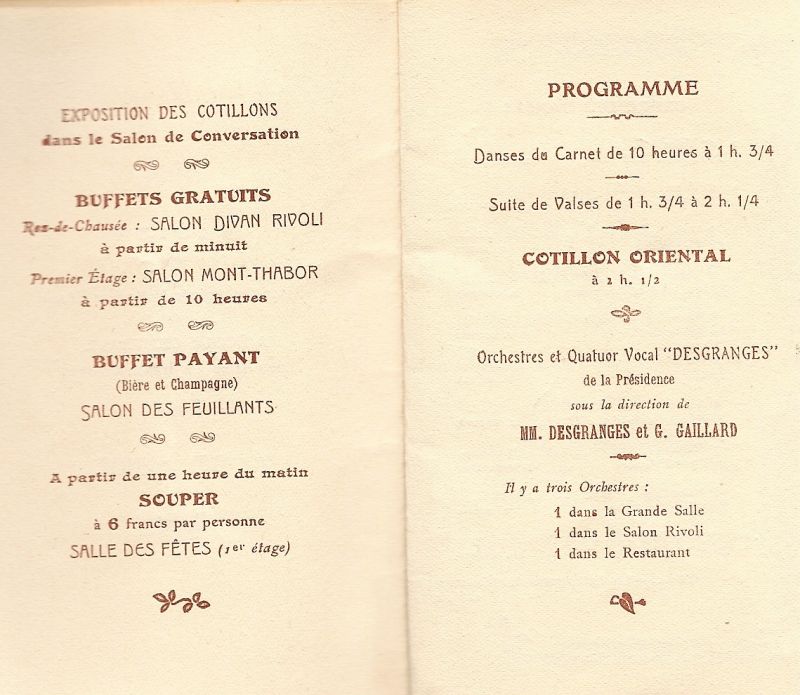 EXPOSITION DES COTILLONS
dans le Salon de Conversation
BUFFETS GRATUITS
Rez-de-Chausée : SALON DIVAN RIVOLI
à partir de minuit
Premier Étage : SALON MONT-THABOR
à partir de 10 heures
BUFFET PAYANT
(Bière et Champagne)
SALON DES FEUILLANTS
A partir de une heure du matin
SOUPER
à 6 francs par personne
SALLE DES FÊTES (1er étage)
PROGRAMME
Danses du Carnet de 10 heures à 1 h. 3/4
Suite de Valses de 1 h. 3/4 à 2 h. 1/4
COTILLON ORIENTAL
à 2 h. 1/2
Orchestres et Quatuor Vocal "DESGRANGES"
de la Présidence
sous la direction de
MM. DESGRANGES et G. GAILLARD
Il y a trois Orchestres :
1 dans la Grande Salle
1 dans le Salon Rivoli
1 dans le Restaurant